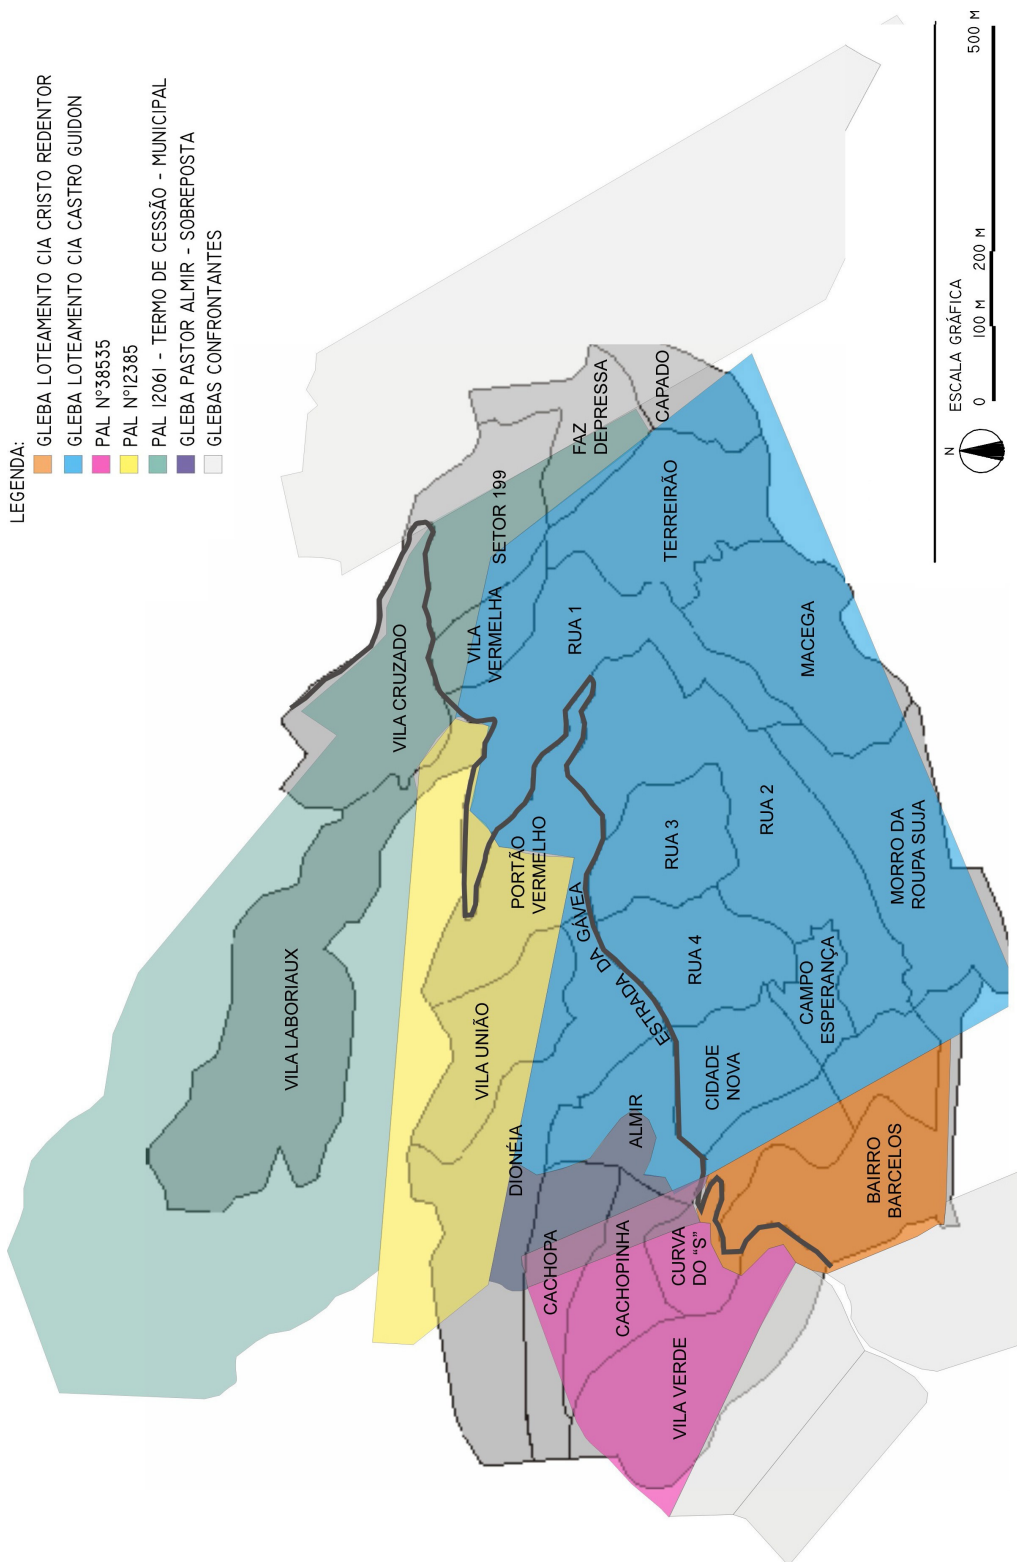 LEGENDA:
GLEBA LOTEAMENTO CIA CRISTO REDENTOR
GLEBA LOTEAMENTO CIA CASTRO GUIDON
PAL N°38535
PAL N°12385
PAL 12061 - TERMO DE CESSÃO - MUNICIPAL
GLEBA PASTOR ALMIR - SOBREPOSTA
GLEBAS CONFRONTANTES
VILA LABORIAUX
VILA CRUZADO
SETOR 199
VILA
VERMELHA
FAZ
DEPRESSA
CAPADO
DIONÉIA
VILA UNIÃO
PORTÃO
VERMELHO
RUA 1
TERREIRÃO
CACHOPA
CACHOPINHA
ALMIR
ESTRADA DA GÁVEA
RUA 3
RUA 4
RUA 2
MACEGA
VILA VERDE
CURVA
DO "S"
CIDADE
NOVA
CAMPO
ESPERANÇA
MORRO DA
ROUPA SUJA
BAIRRO
BARCELOS
N
ESCALA GRÁFICA
0 100 M 200 M 500 M